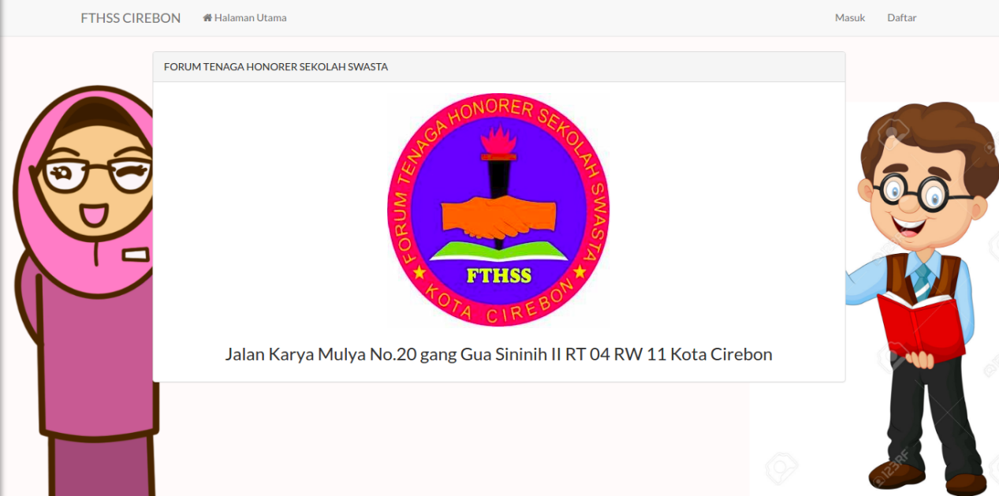 FTHSS CIREBON
Halaman Utama
Masuk
Daftar
FORUM TENAGA HONORER SEKOLAH SWASTA
FORUM TENAGA HONORER SEKOLAH SWASTA
FTHSS
KOTA CIREBON
Jalan Karya Mulya No.20 gang Gua Sininih II RT 04 RW 11 Kota Cirebon
123RF